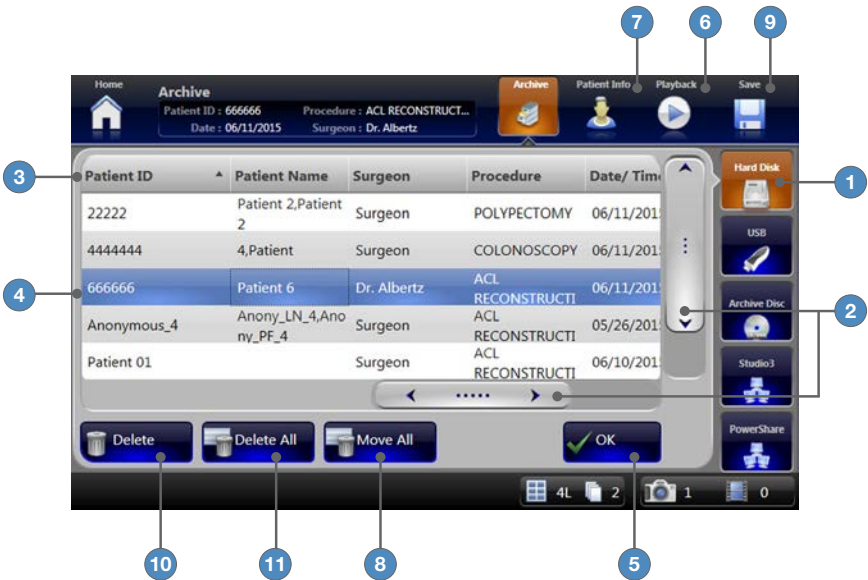 7
6
9
Home
Archive
Archive
Patient Info
Playback
Save
Patient ID : 666666 Procedure : ACL RECONSTRUCT...
Date : 06/11/2015 Surgeon : Dr. Albertz
3
Patient ID Patient Name Surgeon Procedure Date/ Time
Hard Disk
1
22222 Patient 2,Patient 2 Surgeon POLYPECTOMY 06/11/201
USB
4444444 4,Patient Surgeon COLONOSCOPY 06/11/201
4
666666 Patient 6 Dr. Albertz ACL RECONSTRUCTI 06/11/201
Archive Disc
2
Anonymous_4 Anony_LN_4,Anony_PF_4 Surgeon ACL RECONSTRUCTI 05/26/201
Patient 01 Surgeon ACL RECONSTRUCTI 06/10/201
Studio3
Delete
Delete All
Move All
OK
PowerShare
4L 2 1 0
10
11
8
5